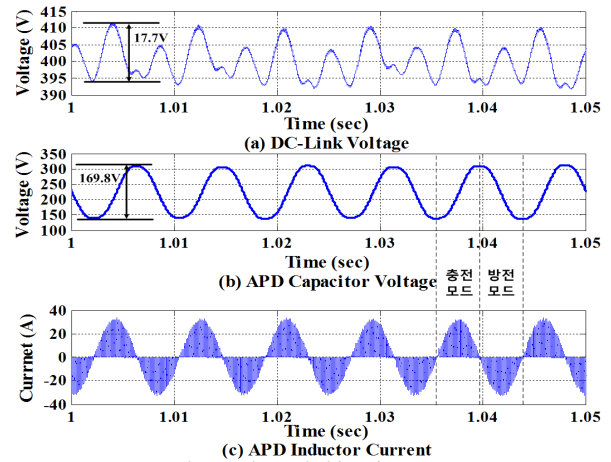 Voltage (V)
415
410
405
400
395
390
17.7V
1
1.01
1.02
1.03
1.04
1.05
Time (sec)
(a) DC-Link Voltage
Voltage (V)
350
300
250
200
150
100
169.8V
1
1.01
1.02
1.03
1.04
1.05
Time (sec)
(b) APD Capacitor Voltage
충전
모드
방전
모드
Currnet (A)
40
20
0
-20
-40
1
1.01
1.02
1.03
1.04
1.05
Time (sec)
(c) APD Inductor Current